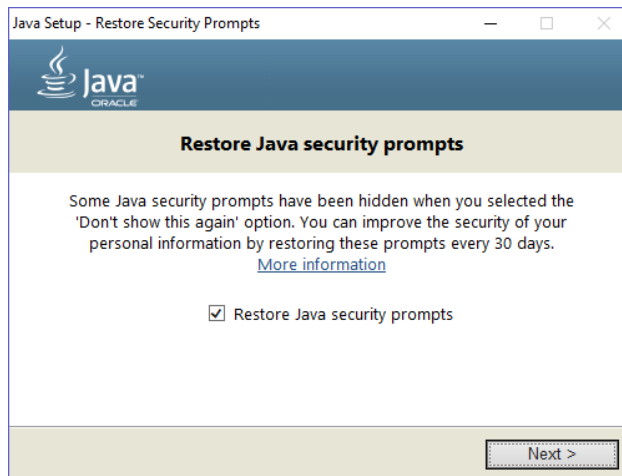 Java Setup - Restore Security Prompts
Java™
ORACLE
Restore Java security prompts
Some Java security prompts have been hidden when you selected the
'Don't show this again' option. You can improve the security of your
personal information by restoring these prompts every 30 days.
More information
Restore Java security prompts
Next >